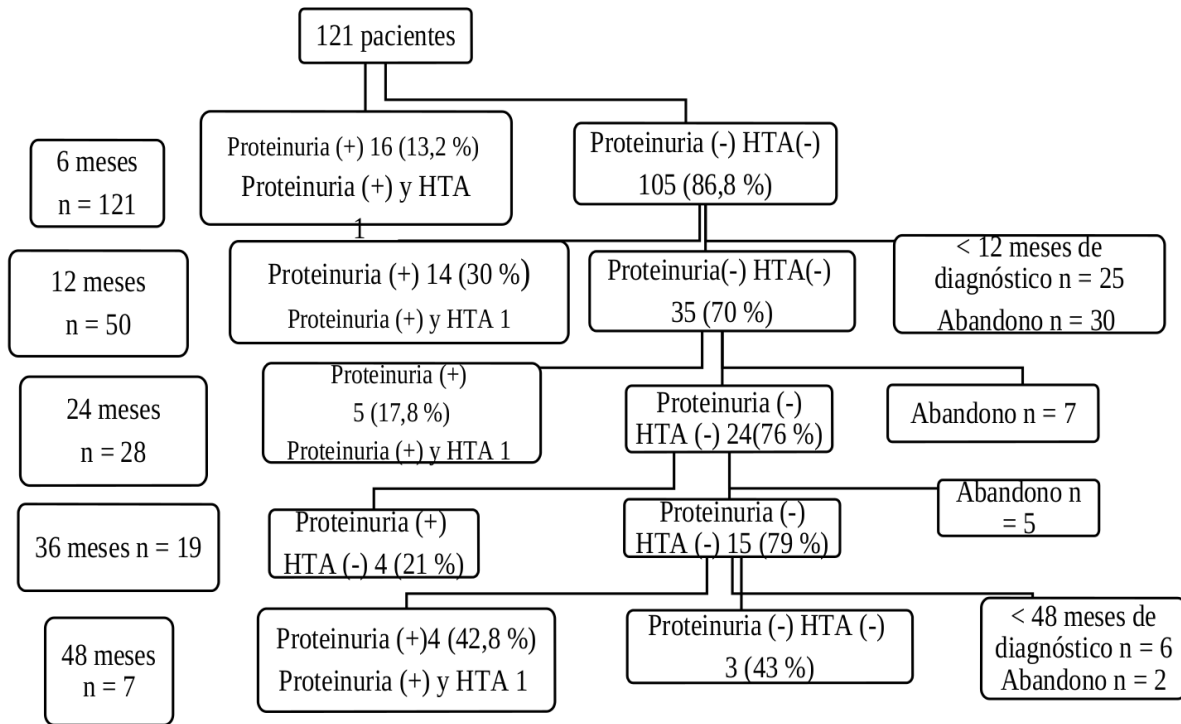 121 pacientes
6 meses
n = 121
Proteinuria (+) 16 (13,2 %)
Proteinuria (+) y HTA
1
Proteinuria (-) HTA(-)
105 (86,8 %)
12 meses
n = 50
Proteinuria (+) 14 (30 %)
Proteinuria (+) y HTA 1
Proteinuria(-) HTA(-)
35 (70 %)
< 12 meses de
diagnóstico n = 25
Abandono n = 30
24 meses
n = 28
Proteinuria (+)
5 (17,8 %)
Proteinuria (+) y HTA 1
Proteinuria (-)
HTA (-) 24(76 %)
Abandono n = 7
36 meses n = 19
Proteinuria (+)
HTA (-) 4 (21 %)
Proteinuria (-)
HTA (-) 15 (79 %)
Abandono n
= 5
48 meses
n = 7
Proteinuria (+)4 (42,8 %)
Proteinuria (+) y HTA 1
Proteinuria (-) HTA (-)
3 (43 %)
< 48 meses de
diagnóstico n = 6
Abandono n = 2